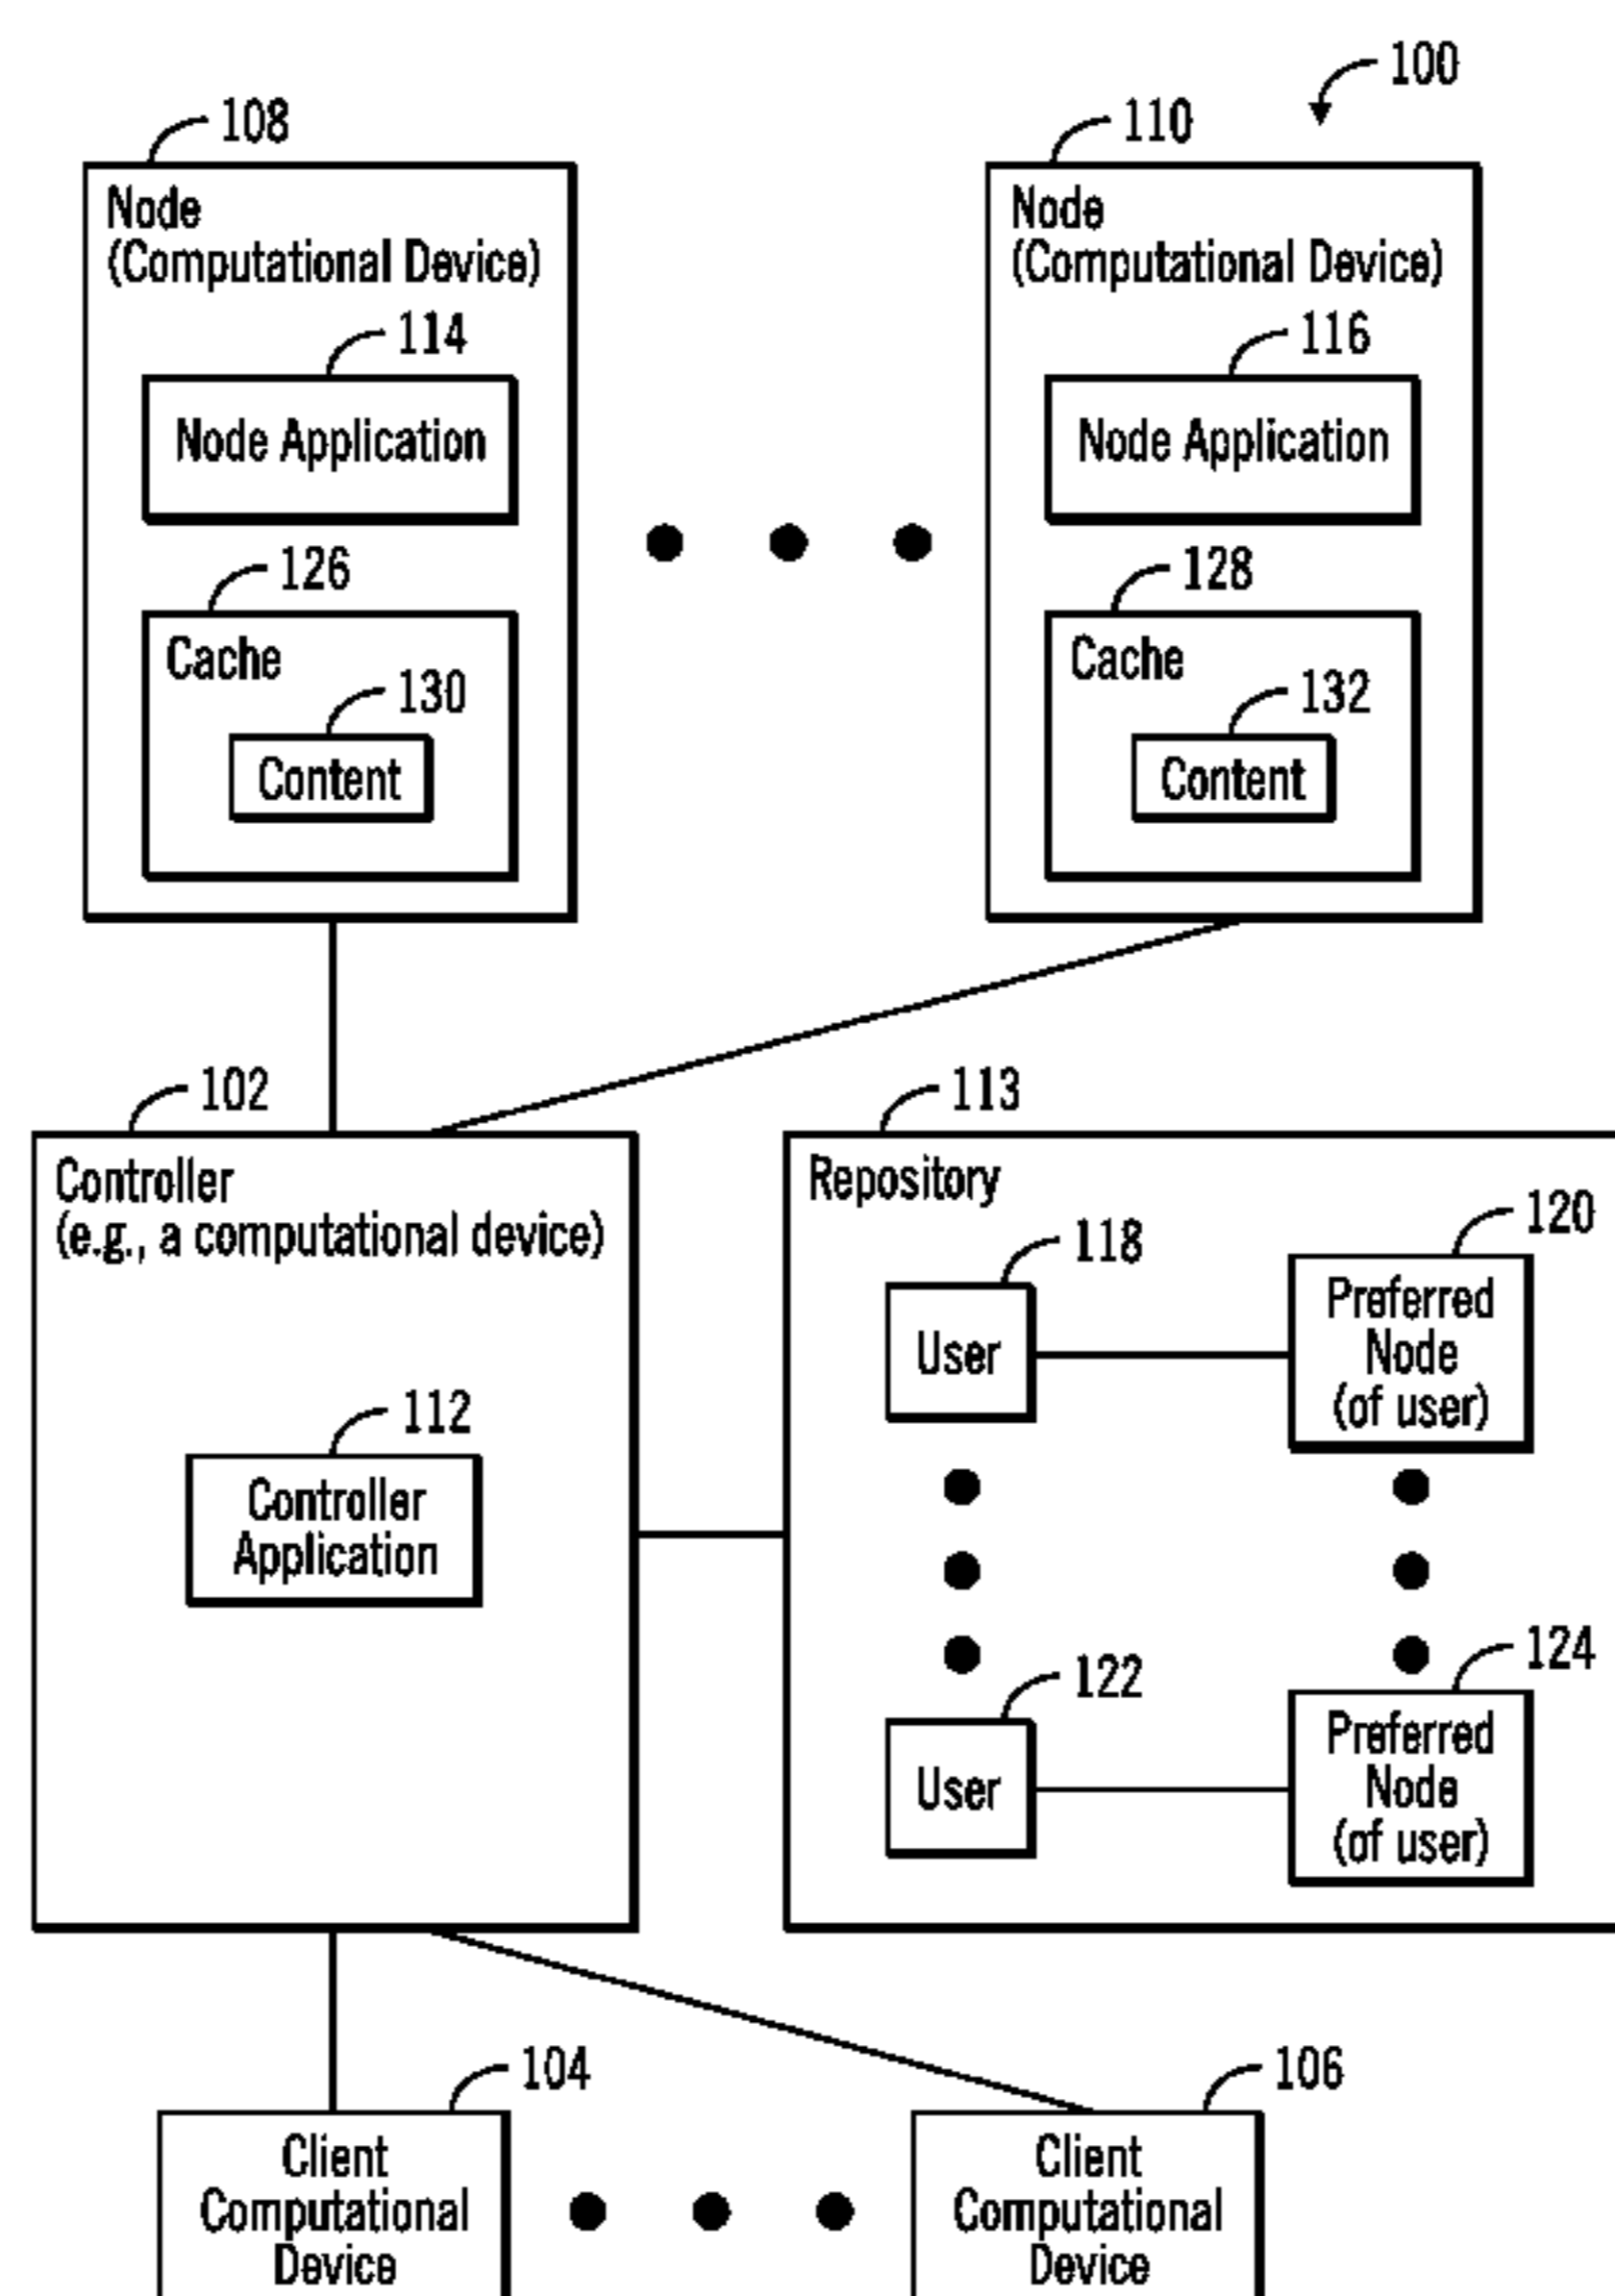 100
108
110
Node
(Computational Device)
Node
(Computational Device)
114
116
Node Application
Node Application
126
128
Cache
Cache
130
132
Content
Content
102
113
Controller
(e.g., a computational device)
Repository
118
120
User
Preferred
Node
(of user)
112
Controller
Application
122
124
User
Preferred
Node
(of user)
104
106
Client
Computational
Device
Client
Computational
Device